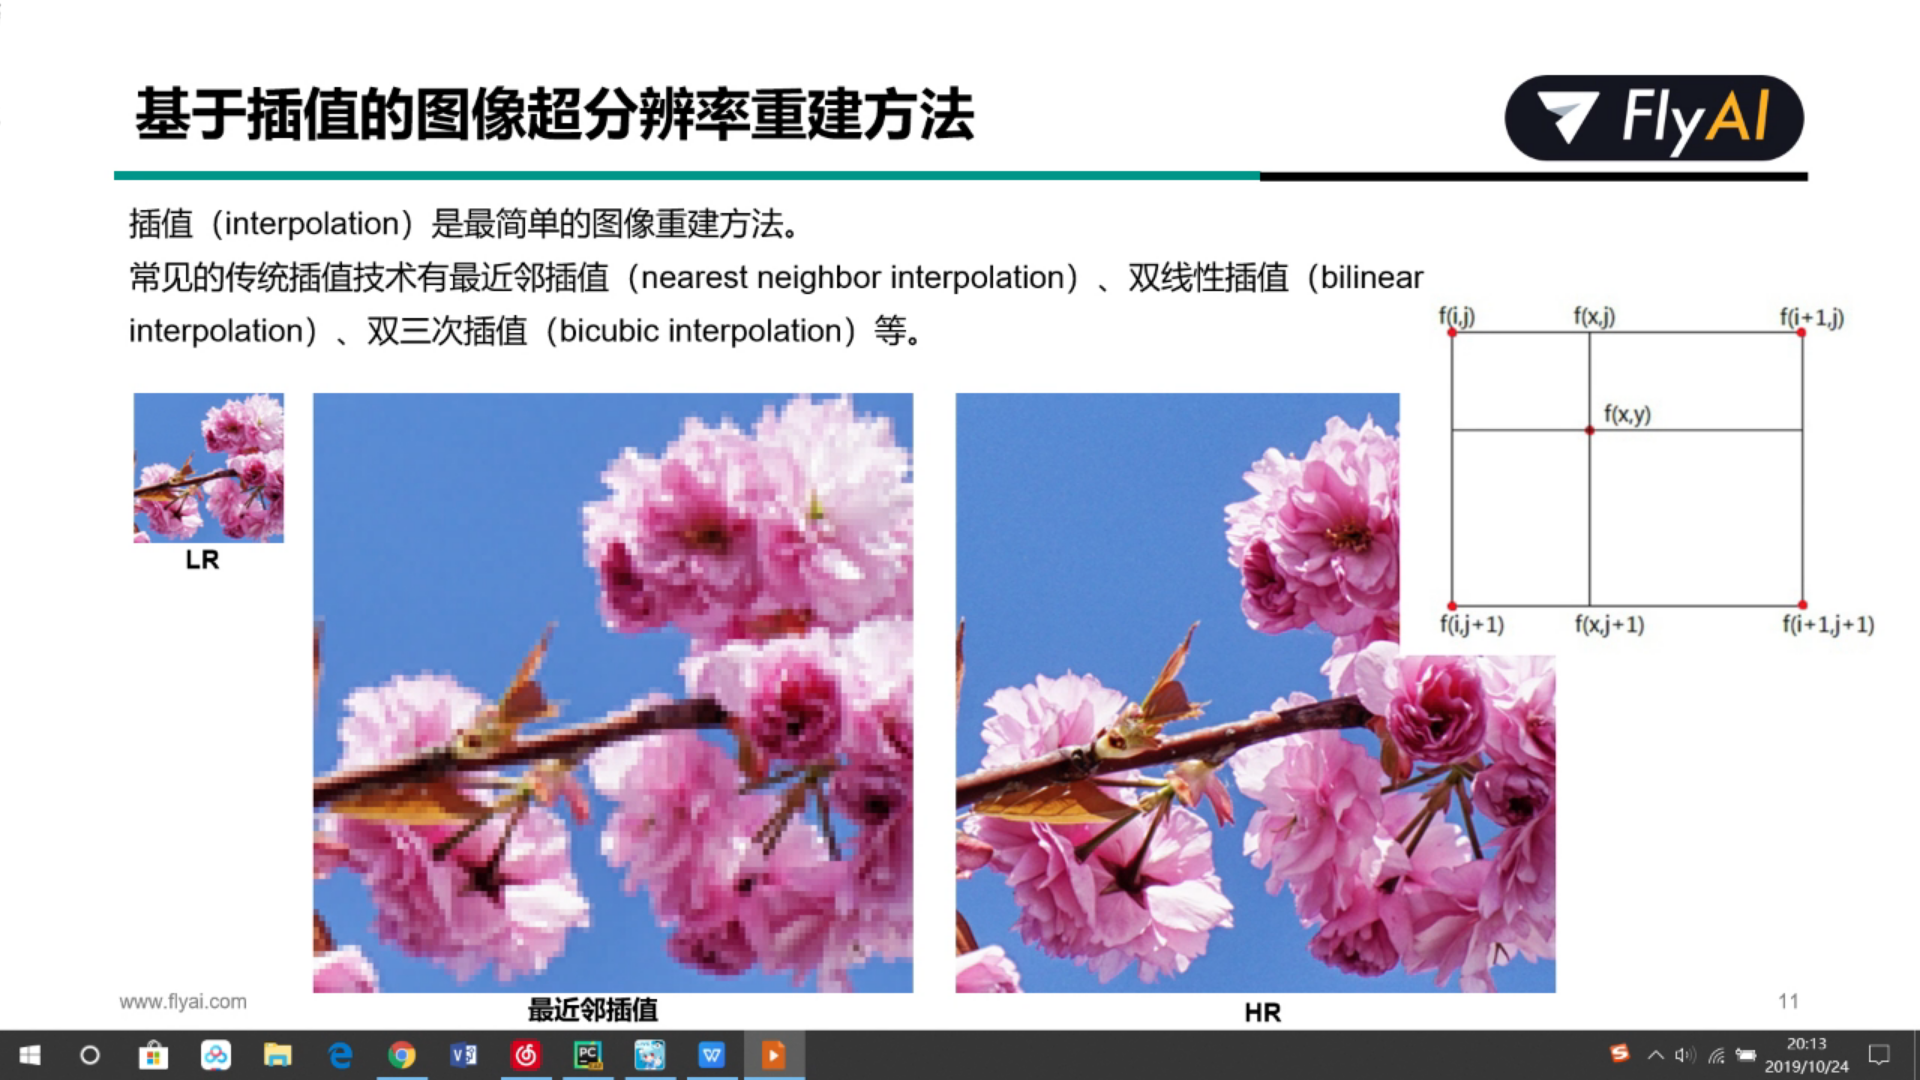 基于插值的图像超分辨率重建方法
FlyAI
插值（interpolation）是最简单的图像重建方法。
常见的传统插值技术有最近邻插值（nearest neighbor interpolation）、双线性插值（bilinear
interpolation）、双三次插值（bicubic interpolation）等。
f(i,j)
f(x,j)
f(i+1,j)
f(x,y)
f(i,j+1)
f(x,j+1)
f(i+1,j+1)
LR
最近邻插值
HR
www.flyai.com
11
20:13
2019/10/24